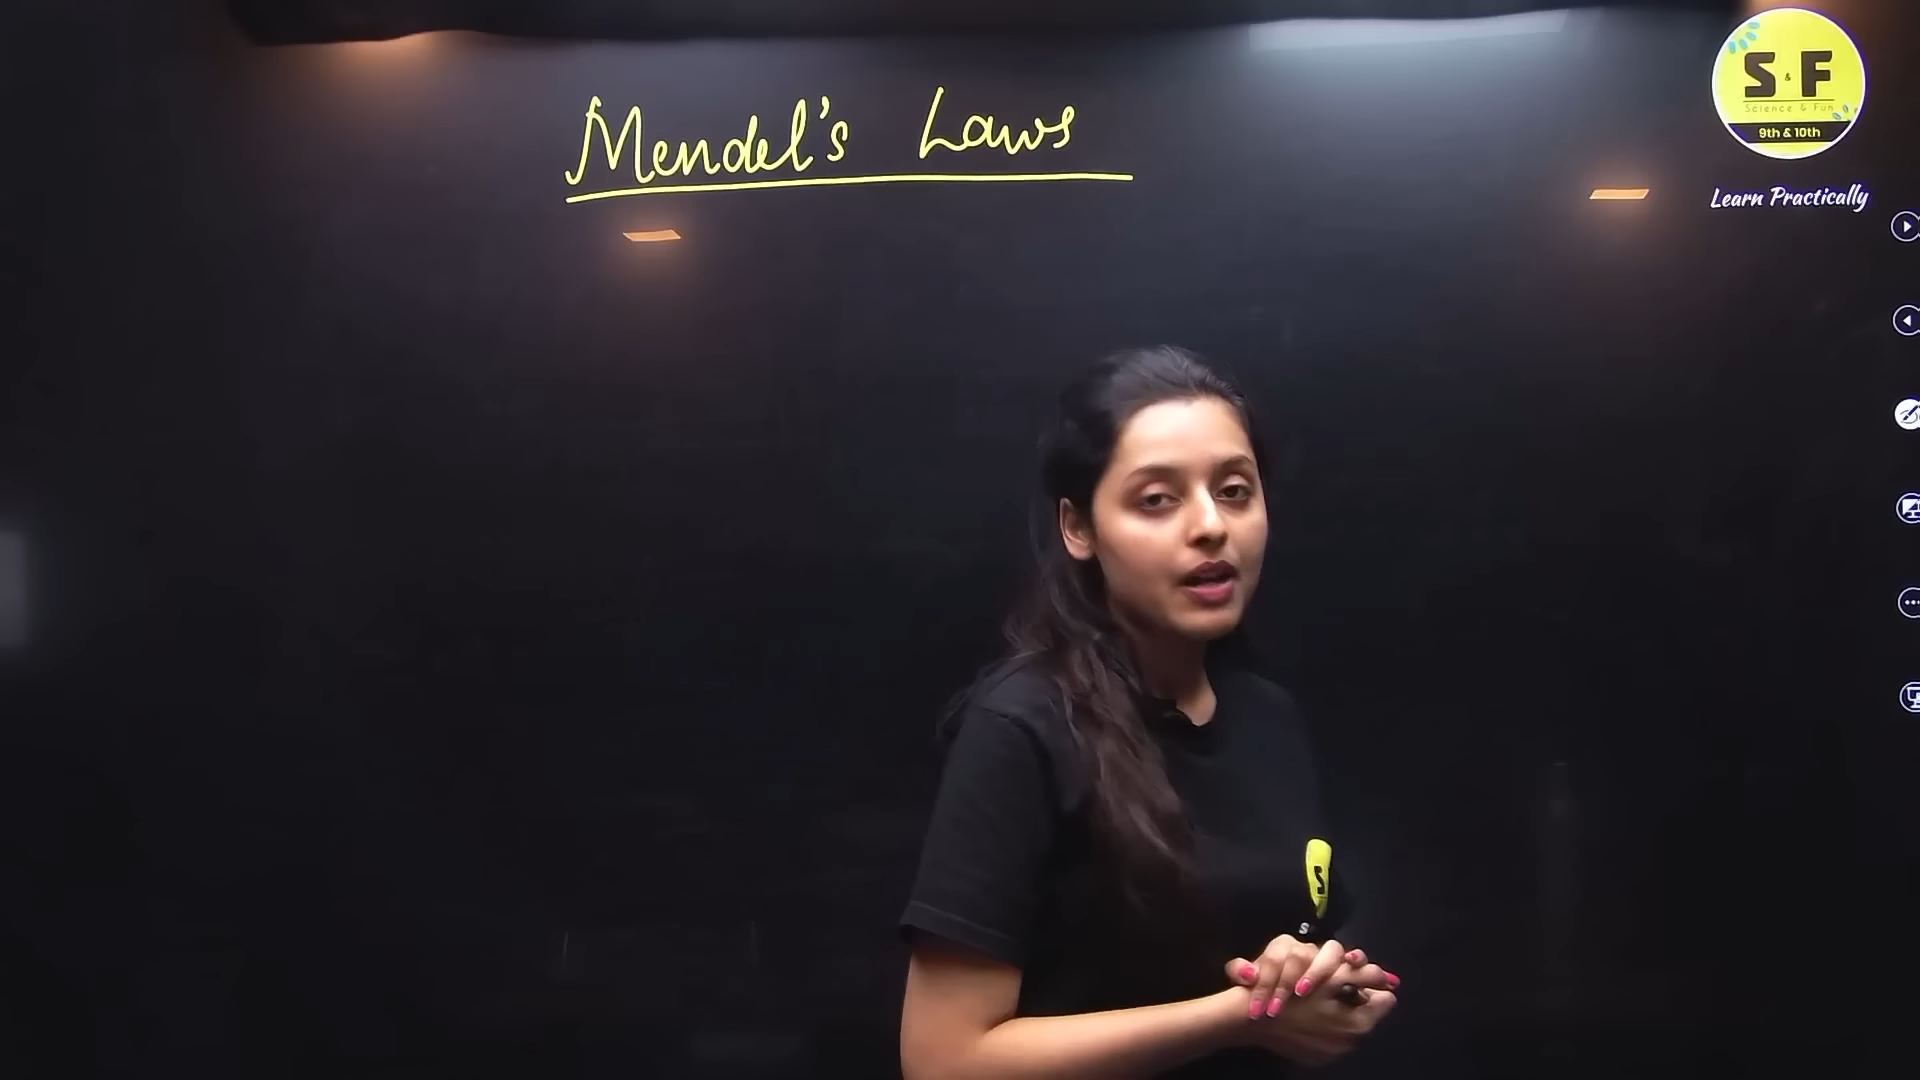 Mendel's Laws
S & F
Science & Fun
9th & 10th
Learn Practically
S
S